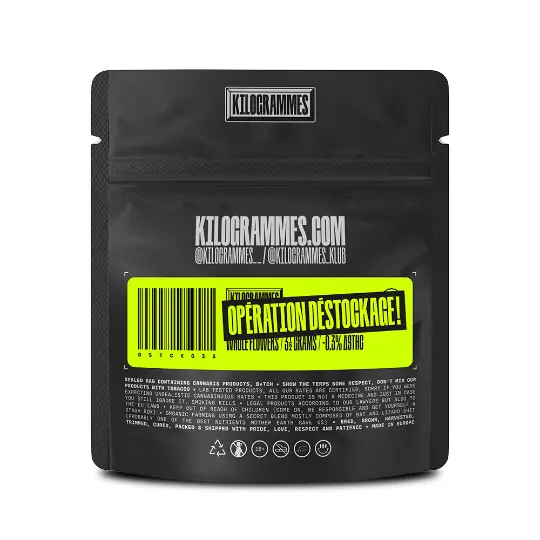 KILOGRAMMES
KILOGRAMMES.COM
@KILOGRAMMES__ / @KILOGRAMMES_KLUB
KILOGRAMMES
OPÉRATION DÉSTOCKAGE!
WHOLE FLOWERS / GRAMS / -0.3% Δ9THC
DSTCK035
SEALED BAG CONTAINING CANNABIS PRODUCTS, B*TCH • SHOW THE TERPS SOME RESPECT, DON'T MIX OUR
PRODUCTS WITH TOBACCO • LAB TESTED PRODUCTS, ALL OUR RATES ARE CERTIFIED, SORRY IF YOU WERE
EXPECTING UNREALISTIC CANNABINOIDS RATES • THIS PRODUCT IS NOT A MEDICINE AND JUST IN CASE
YOU STILL IGNORE IT, SMOKING KILLS • LEGAL PRODUCTS ACCORDING TO OUR LAWYERS BUT ALSO TO
THE EU LAWS • KEEP OUT OF REACH OF CHILDREN (COME ON, BE RESPONSIBLE AND GET YOURSELF A
STASH BOX) • ORGANIC FARMING USING A SECRET BLEND MOSTLY COMPOSED OF BAT AND LIZARD SHIT
(PROBABLY ONE OF THE BEST NUTRIENTS MOTHER EARTH GAVE US) • BRED, GROWN, HARVESTED,
TRIMMED, CURED, PACKED & SHIPPED WITH PRIDE, LOVE, RESPECT AND PATIENCE • MADE IN EUROPE
18+